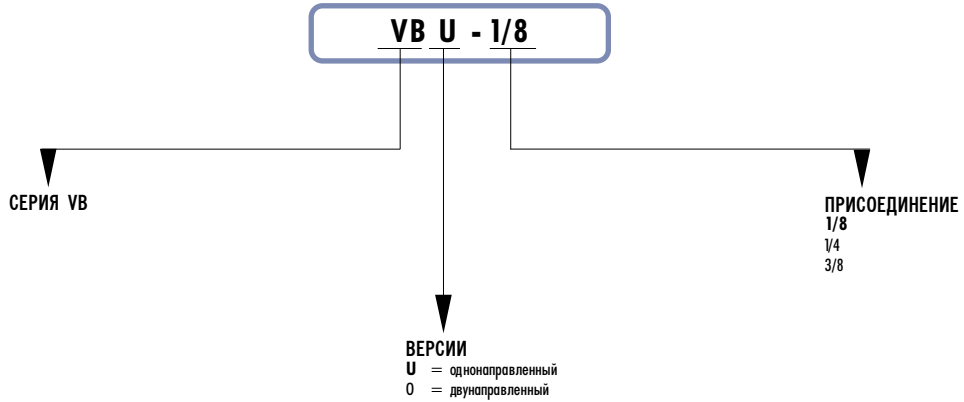 VB U - 1/8
СЕРИЯ VB
ПРИСОЕДИНЕНИЕ
1/8
1/4
3/8
ВЕРСИИ
U = однонаправленный
O = двунаправленный